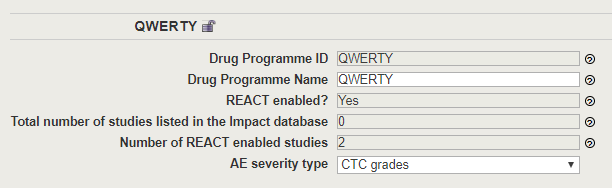 QWERTY
Drug Programme ID QWERTY
Drug Programme Name QWERTY
REACT enabled? Yes
Total number of studies listed in the Impact database 0
Number of REACT enabled studies 2
AE severity type CTC grades